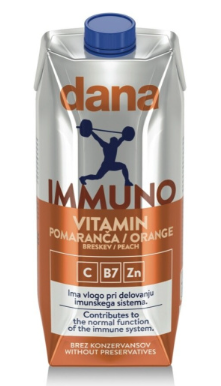 dana
IMMUNO
VITAMIN
POMARANČA / ORANGE
BRESKEV / PEACH
C B7 Zn
Ima vlogo pri delovanju
imunskega sistema.
Contributes to
the normal function
of the immune system.
BREZ KONZERVANSOV
WITHOUT PRESERVATIVES